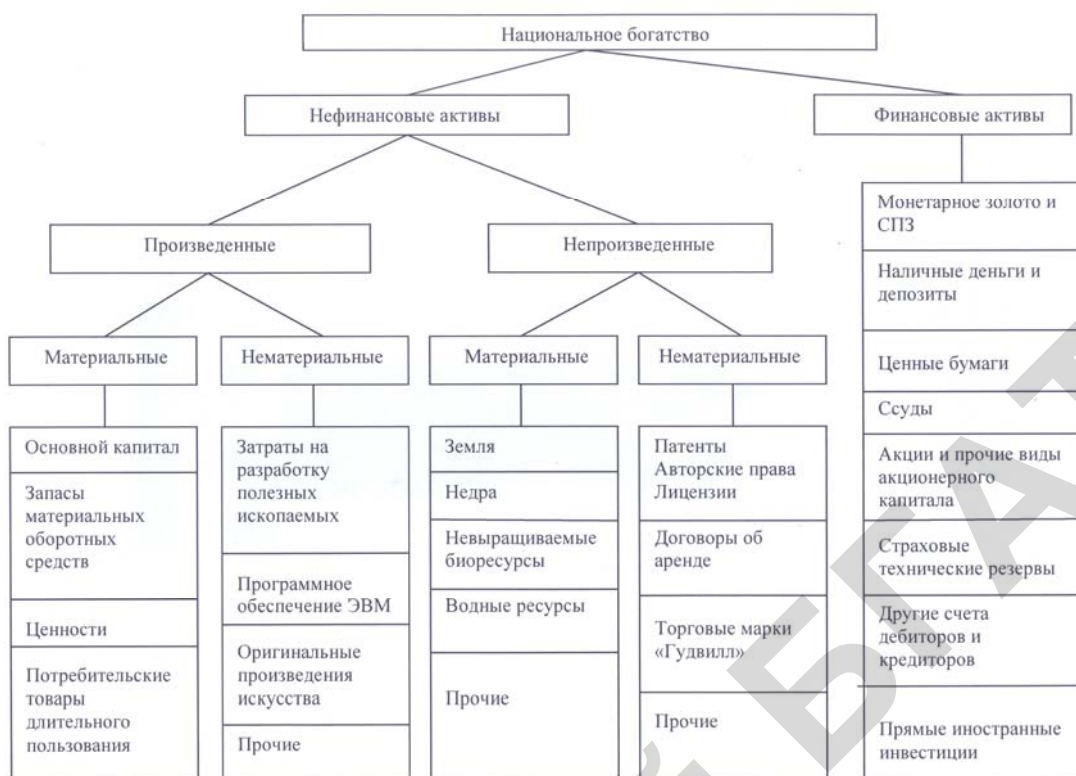 Национальное богатство
Нефинансовые активы
Финансовые активы
Произведенные
Непроизведенные
Материальные
Нематериальные
Материальные
Нематериальные
Основной капитал
Запасы
материальных
оборотных
средств
Ценности
Потребительские
товары
длительного
пользования
Затраты на
разработку
полезных
ископаемых
Программное
обеспечение ЭВМ
Оригинальные
произведения
искусства
Прочие
Земля
Недра
Невыращиваемые
биоресурсы
Водные ресурсы
Прочие
Патенты
Авторские права
Лицензии
Договоры об
аренде
Торговые марки
«Гудвилл»
Прочие
Монетарное золото и
СПЗ
Наличные деньги и
депозиты
Ценные бумаги
Ссуды
Акции и прочие виды
акционерного
капитала
Страховые
технические резервы
Другие счета
дебиторов и
кредиторов
Прямые иностранные
инвестиции